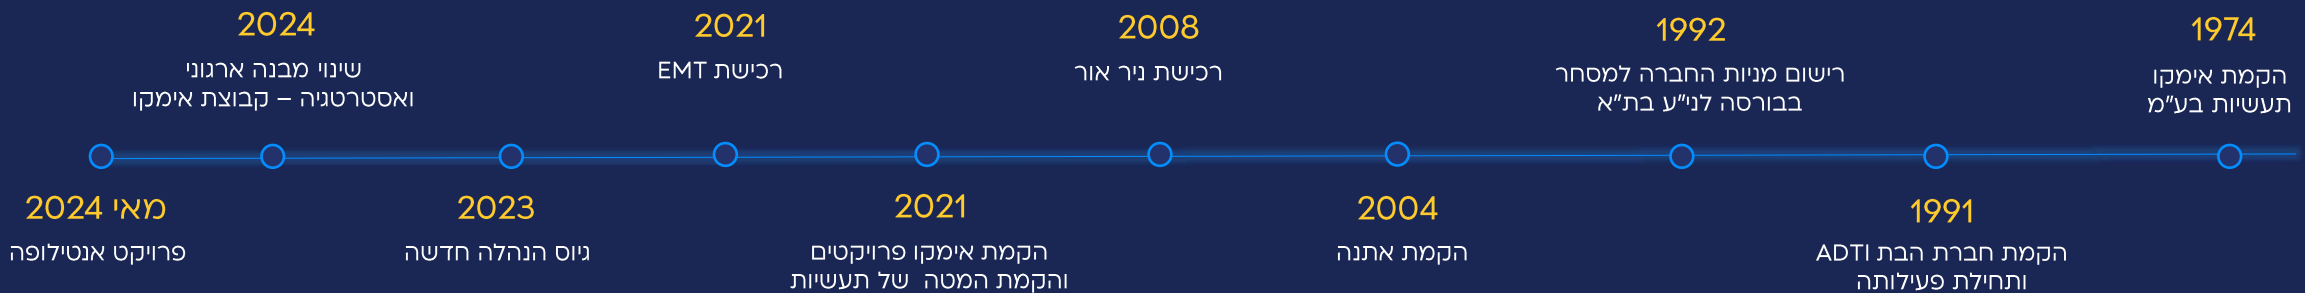 1974
הקמת אימקו
תעשיות בע"מ
1991
הקמת חברת הבת ADTI
ותחילת פעילותה
1992
רישום מניות החברה למסחר
בבורסה לני"ע בת"א
2004
הקמת אתנה
2008
רכישת ניר אור
2021
הקמת אימקו פרויקטים
והקמת המטה של תעשיות
2021
רכישת EMT
2023
גיוס הנהלה חדשה
2024
שינוי מבנה ארגוני
ואסטרטגיה – קבוצת אימקו
מאי 2024
פרויקט אנטילופה